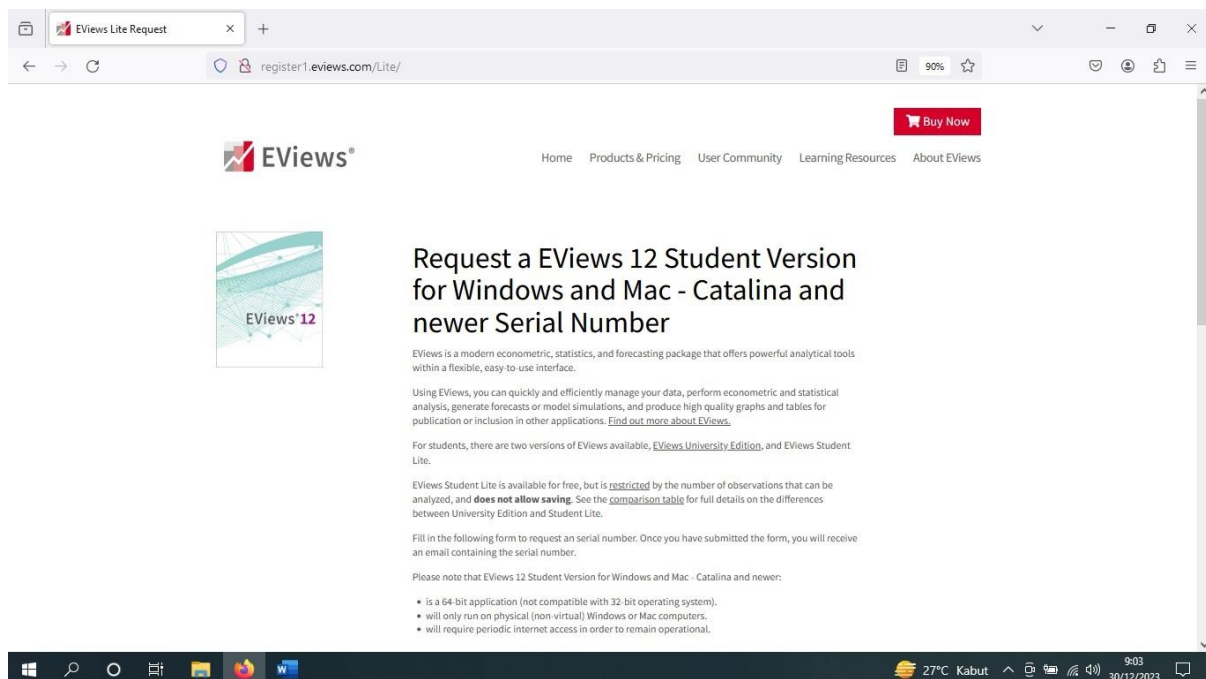 EViews Lite Request
register1.eviews.com/Lite/
90%
Buy Now
EViews®
Home Products & Pricing User Community Learning Resources About EViews
EViews®12
Request a EViews 12 Student Version
for Windows and Mac - Catalina and
newer Serial Number
EViews is a modern econometric, statistics, and forecasting package that offers powerful analytical tools
within a flexible, easy-to-use interface.
Using EViews, you can quickly and efficiently manage your data, perform econometric and statistical
analysis, generate forecasts or model simulations, and produce high quality graphs and tables for
publication or inclusion in other applications. Find out more about EViews.
For students, there are two versions of EViews available, EViews University Edition, and EViews Student
Lite.
EViews Student Lite is available for free, but is restricted by the number of observations that can be
analyzed, and does not allow saving. See the comparison table for full details on the differences
between University Edition and Student Lite.
Fill in the following form to request an serial number. Once you have submitted the form, you will receive
an email containing the serial number.
Please note that EViews 12 Student Version for Windows and Mac - Catalina and newer:
• is a 64-bit application (not compatible with 32-bit operating system).
• will only run on physical (non-virtual) Windows or Mac computers.
• will require periodic internet access in order to remain operational.
27°C Kabut
9:03
30/12/2023